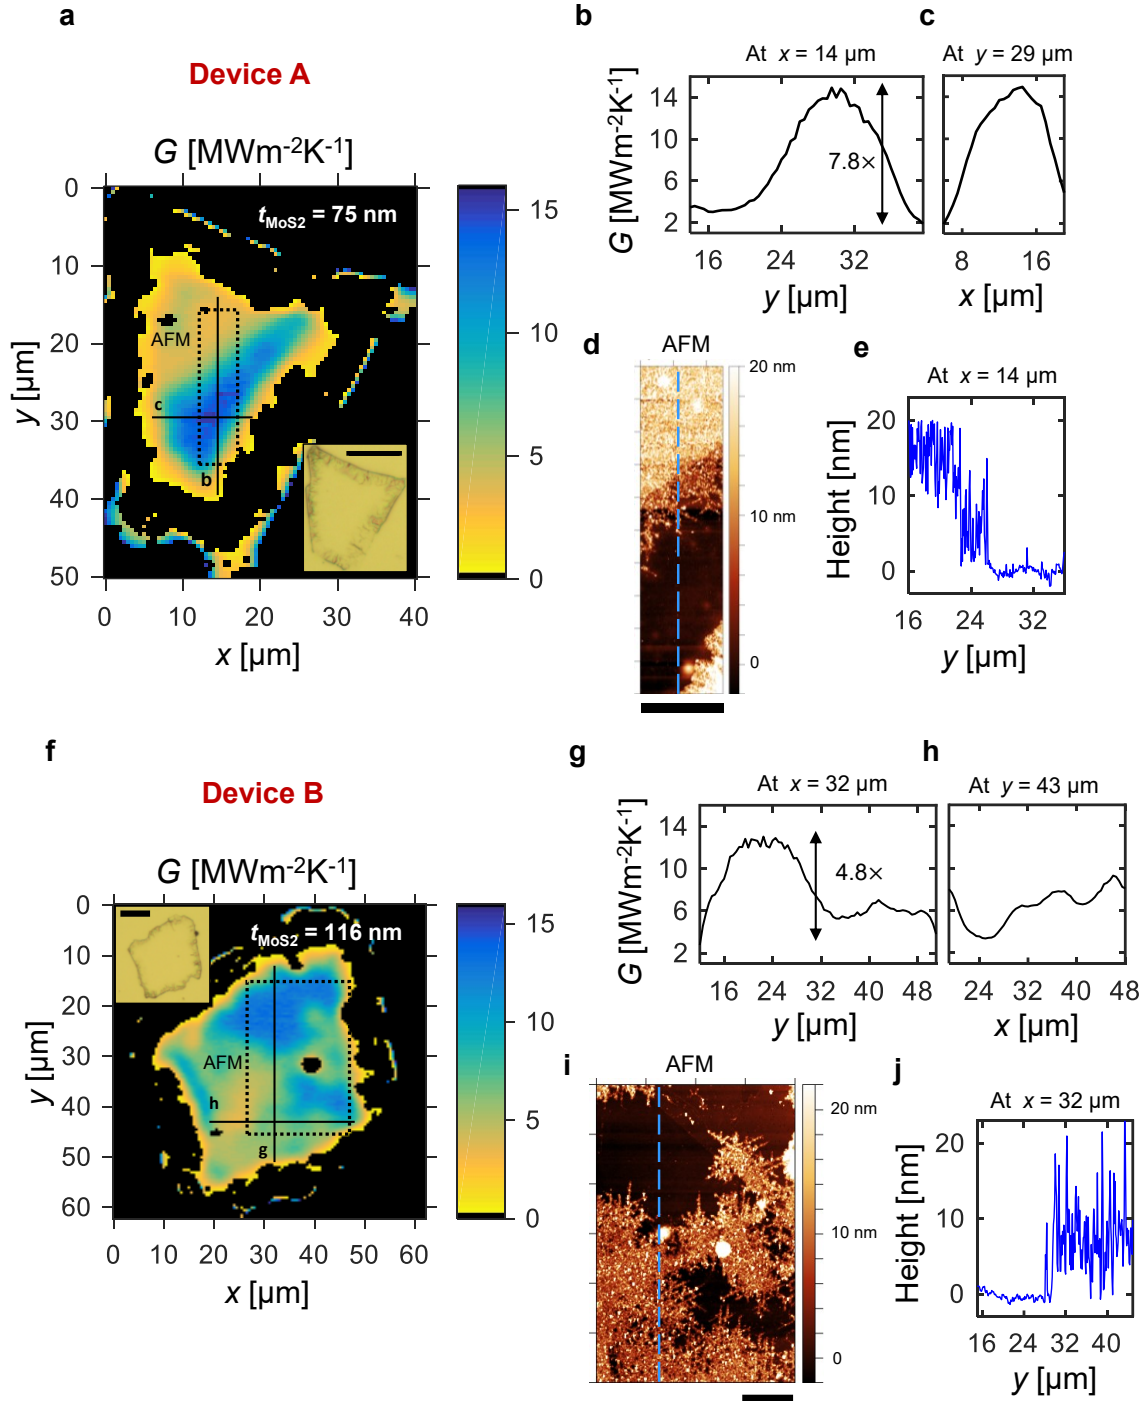 a
Device A
G [MWm-2K-1]
tMoS2 = 75 nm
AFM
c
b
0
10
20
30
40
50
y [µm]
0 10 20 30 40
x [µm]
15
10
5
0
b
At x = 14 µm
G [MWm-2K-1]
14
10
6
2
7.8×
16 24 32
y [µm]
c
At y = 29 µm
8 16
x [µm]
d
AFM
20 nm
10 nm
0
e
At x = 14 µm
Height [nm]
20
10
0
16 24 32
y [µm]
f
Device B
G [MWm-2K-1]
tMoS2 = 116 nm
AFM
h
g
0
10
20
30
40
50
60
y [µm]
0 10 20 30 40 50 60
x [µm]
15
10
5
0
g
At x = 32 µm
G [MWm-2K-1]
14
10
6
2
4.8×
16 24 32 40 48
y [µm]
h
At y = 43 µm
24 36 48
x [µm]
i
AFM
20 nm
10 nm
0
j
At x = 32 µm
Height [nm]
20
10
0
16 24 32 40
y [µm]